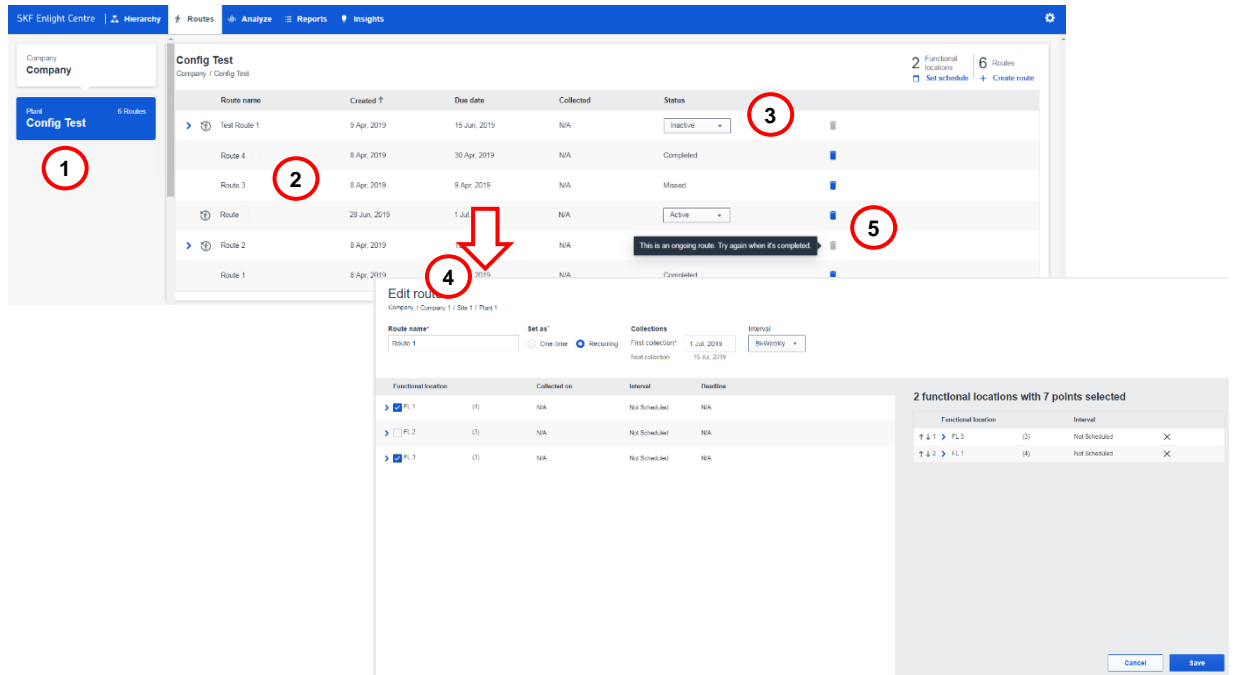 SKF Enlight Centre | Hierarchy Routes Analyze Reports Insights
Company
Company
Plant 6 Routes
Config Test
1
Config Test
Company / Config Test
2 Functional locations 6 Routes
Set schedule + Create route
Route name Created ↑ Due date Collected Status
Test Route 1 9 Apr, 2019 15 Jun, 2019 N/A Inactive
3
Route 4 8 Apr, 2019 30 Apr, 2019 N/A Completed
Route 3 8 Apr, 2019 9 Apr, 2019 N/A Missed
2
Route 28 Jun, 2019 1 Jul, N/A Active
5
Route 2 8 Apr, 2019 N/A This is an ongoing route. Try again when it's completed.
Route 1 8 Apr, 2019 2019 N/A Completed
4
Edit route
Company / Company 1 / Site 1 / Plant 1
Route name* Set as* Collections Interval
Route 1 One-time Recurring First collection* 1 Jul, 2019 Bi-Weekly
Next collection: 15 Jul, 2019
Functional location Collected on Interval Deadline
FL 1 (4) N/A Not Scheduled N/A
FL 2 (3) N/A Not Scheduled N/A
FL 3 (3) N/A Not Scheduled N/A
2 functional locations with 7 points selected
Functional location Interval
↑ ↓ 1 FL 3 (3) Not Scheduled
↑ ↓ 2 FL 1 (4) Not Scheduled
Cancel Save